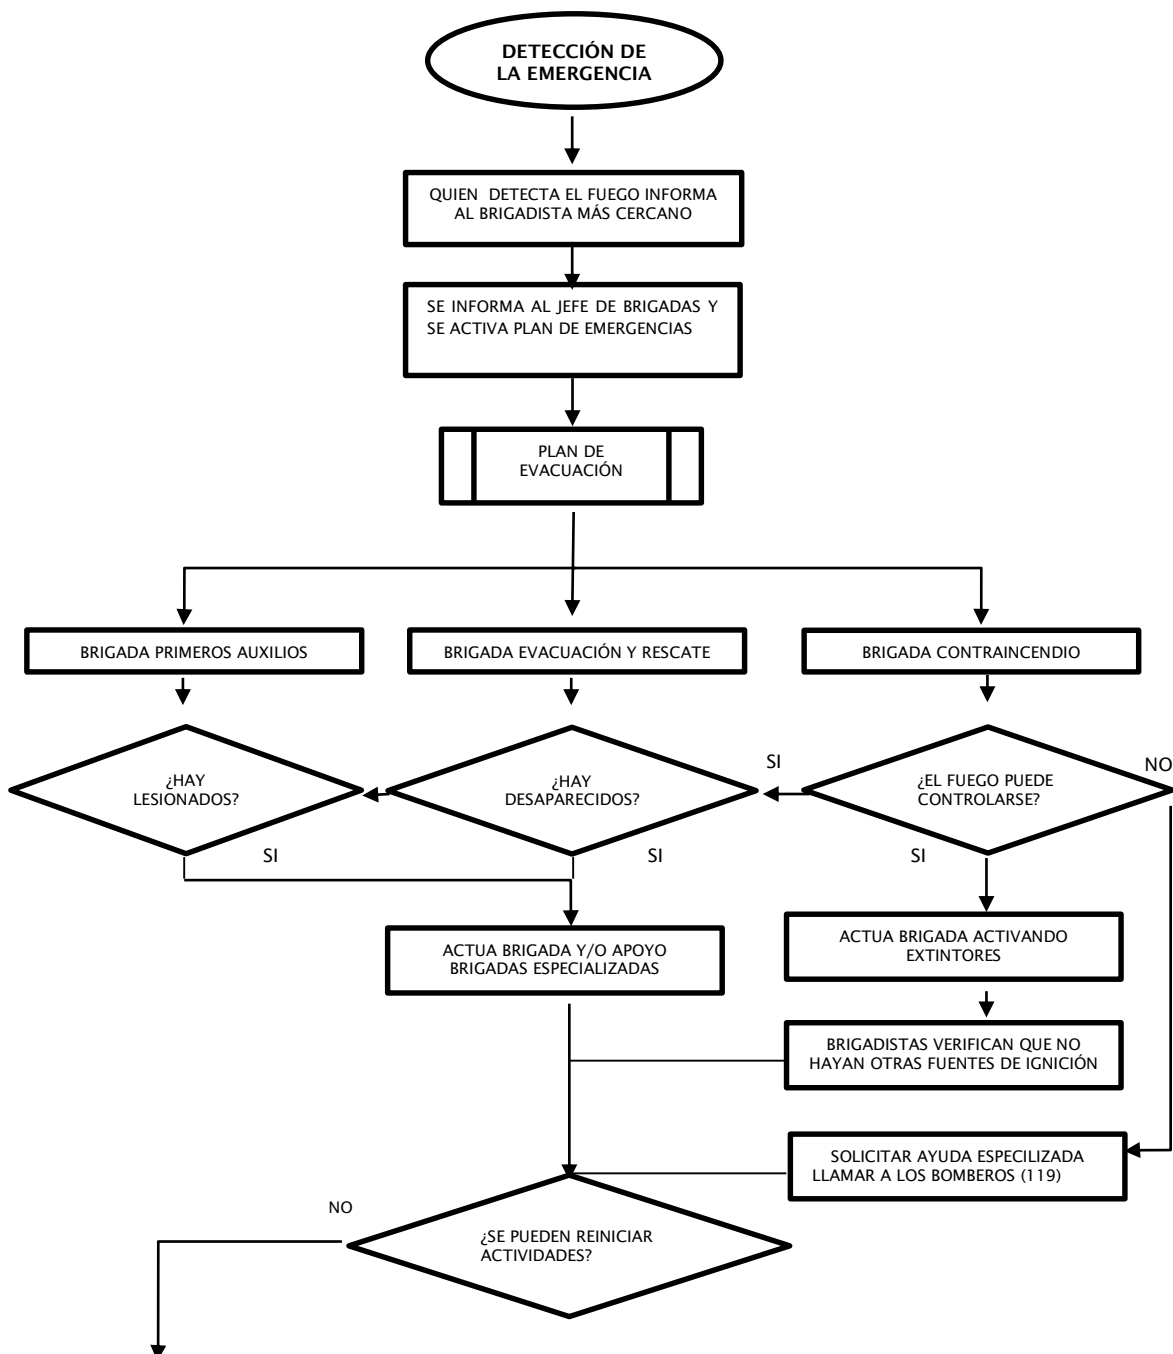 DETECCIÓN DE
LA EMERGENCIA
QUIEN DETECTA EL FUEGO INFORMA
AL BRIGADISTA MÁS CERCANO
SE INFORMA AL JEFE DE BRIGADAS Y
SE ACTIVA PLAN DE EMERGENCIAS
PLAN DE
EVACUACIÓN
BRIGADA PRIMEROS AUXILIOS
BRIGADA EVACUACIÓN Y RESCATE
BRIGADA CONTRAINCENDIO
¿HAY
LESIONADOS?
¿HAY
DESAPARECIDOS?
SI
¿EL FUEGO PUEDE
CONTROLARSE?
NO
SI
SI
SI
ACTUA BRIGADA Y/O APOYO
BRIGADAS ESPECIALIZADAS
ACTUA BRIGADA ACTIVANDO
EXTINTORES
BRIGADISTAS VERIFICAN QUE NO
HAYAN OTRAS FUENTES DE IGNICIÓN
SOLICITAR AYUDA ESPECILIZADA
LLAMAR A LOS BOMBEROS (119)
NO
¿SE PUEDEN REINICIAR
ACTIVIDADES?